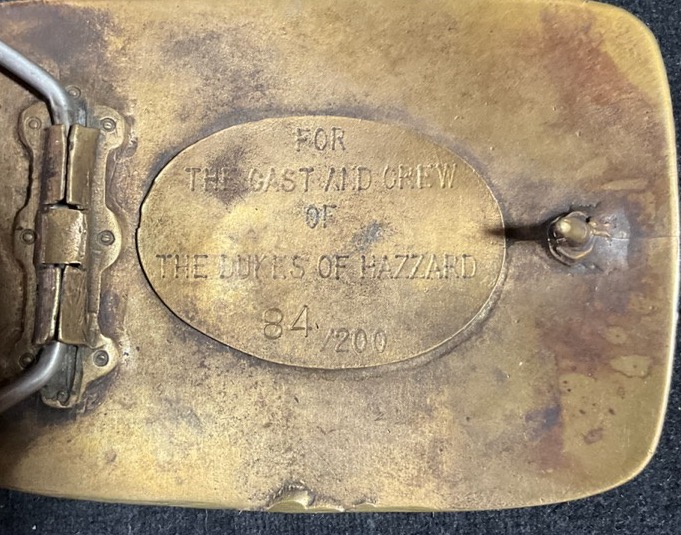 FOR
THE CAST AND CREW
OF
THE DUKES OF HAZZARD
84/200